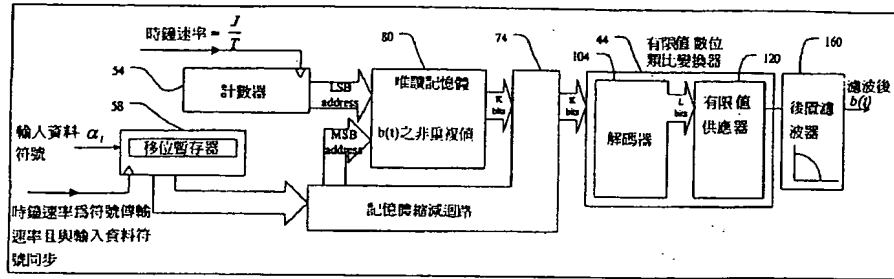 時鐘速率 = J/T
54
計數器
58
輸入資料
符號
α_i
移位暫存器
時鐘速率爲符號傳輸
速率且與輸入資料符
號同步
LSB
address
MSB
address
80
唯讀記憶體
b(t)之非重複值
K
bits
74
記憶體縮減迴路
K
bits
44
有限值 數位
類比變換器
104
解碼器
L
bits
120
有限值
供應器
160
後置濾
波器
濾波後
b(t)